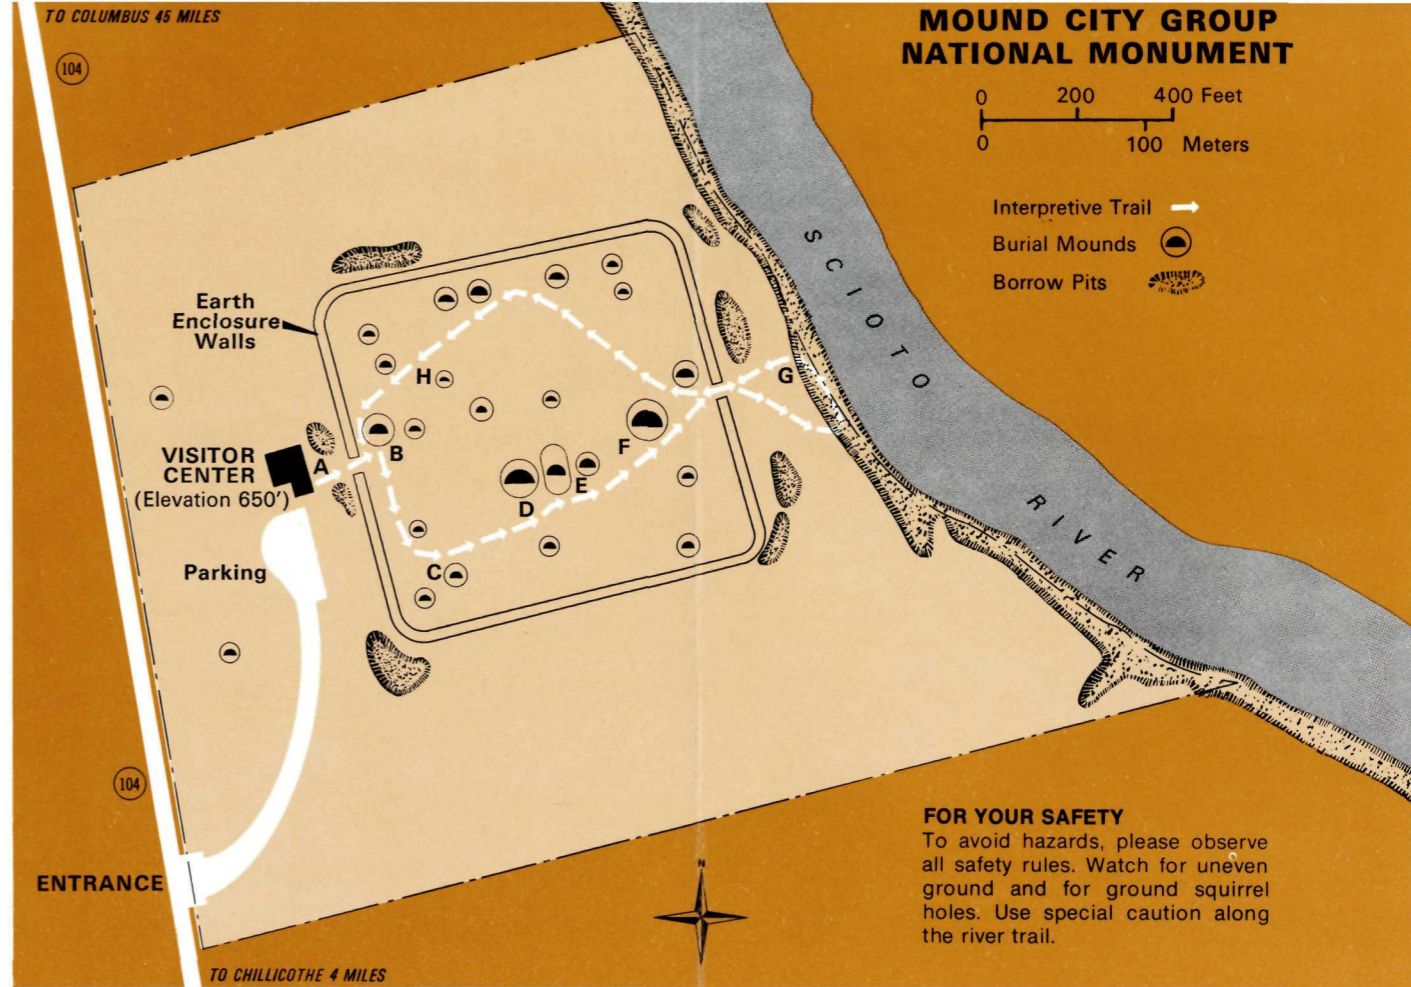 TO COLUMBUS 45 MILES
104
MOUND CITY GROUP
NATIONAL MONUMENT
0 200 400 Feet
0 100 Meters
Interpretive Trail
Burial Mounds
Borrow Pits
SCIOTO
RIVER
Earth
Enclosure
Walls
H
G
B
A
VISITOR
CENTER
(Elevation 650')
F
E
D
C
Parking
104
ENTRANCE
N
FOR YOUR SAFETY
To avoid hazards, please observe
all safety rules. Watch for uneven
ground and for ground squirrel
holes. Use special caution along
the river trail.
TO CHILLICOTHE 4 MILES